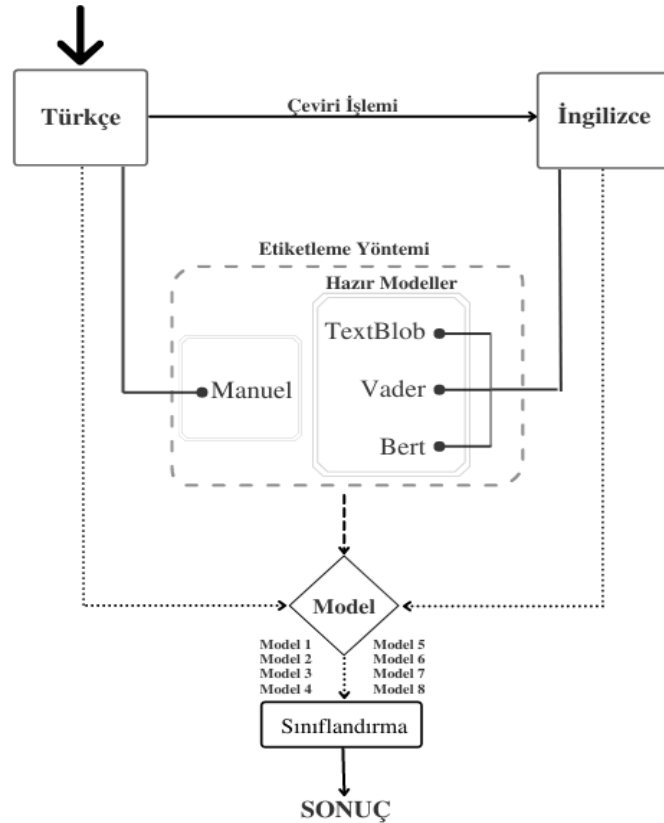 Türkçe
Çeviri İşlemi
İngilizce
Etiketleme Yöntemi
Hazır Modeller
TextBlob
Manuel
Vader
Bert
Model
Model 1
Model 2
Model 3
Model 4
Model 5
Model 6
Model 7
Model 8
Sınıflandırma
SONUÇ